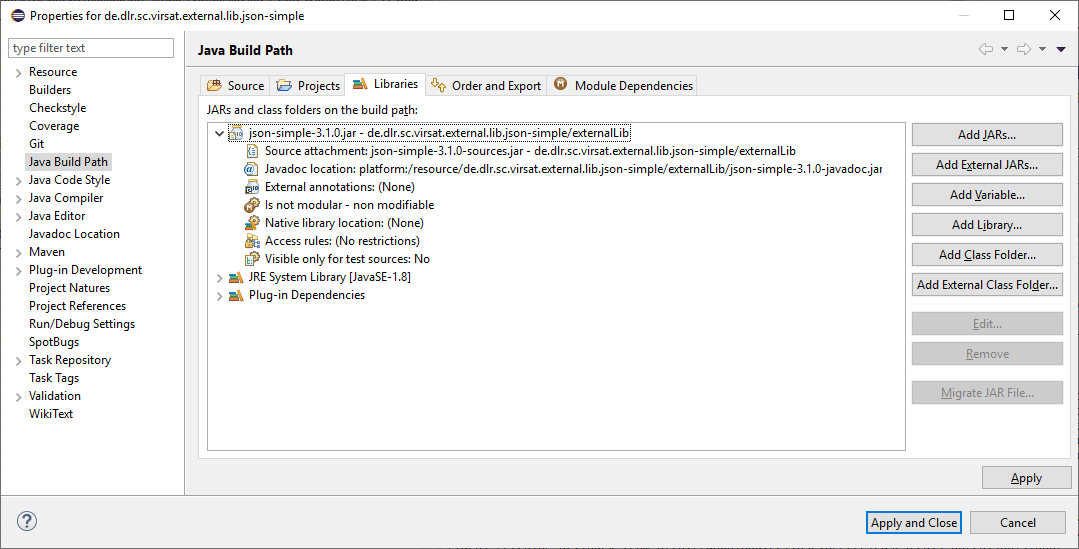 Properties for de.dlr.sc.virsat.external.lib.json-simple
type filter text
Resource
Builders
Checkstyle
Coverage
Git
Java Build Path
Java Code Style
Java Compiler
Java Editor
Javadoc Location
Maven
Plug-in Development
Project Natures
Project References
Run/Debug Settings
SpotBugs
Task Repository
Task Tags
Validation
WikiText
Java Build Path
Source Projects Libraries Order and Export Module Dependencies
JARs and class folders on the build path:
json-simple-3.1.0.jar - de.dlr.sc.virsat.external.lib.json-simple/externalLib
Source attachment: json-simple-3.1.0-sources.jar - de.dlr.sc.virsat.external.lib.json-simple/externalLib
Javadoc location: platform:/resource/de.dlr.sc.virsat.external.lib.json-simple/externalLib/json-simple-3.1.0-javadoc.jar
External annotations: (None)
Is not modular - non modifiable
Native library location: (None)
Access rules: (No restrictions)
Visible only for test sources: No
JRE System Library [JavaSE-1.8]
Plug-in Dependencies
Add JARs...
Add External JARs...
Add Variable...
Add Library...
Add Class Folder...
Add External Class Folder...
Edit...
Remove
Migrate JAR File...
Apply
Apply and Close Cancel